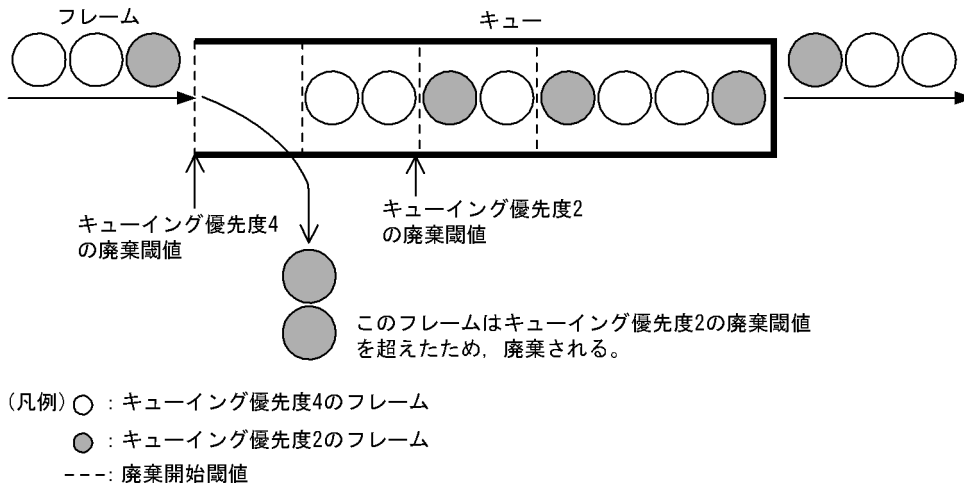 フレーム
キュー
キューイング優先度4
の廃棄閾値
キューイング優先度2
の廃棄閾値
このフレームはキューイング優先度2の廃棄閾値
を超えたため，廃棄される。
(凡例) ○ ：キューイング優先度4のフレーム
：キューイング優先度2のフレーム
---：廃棄開始閾値